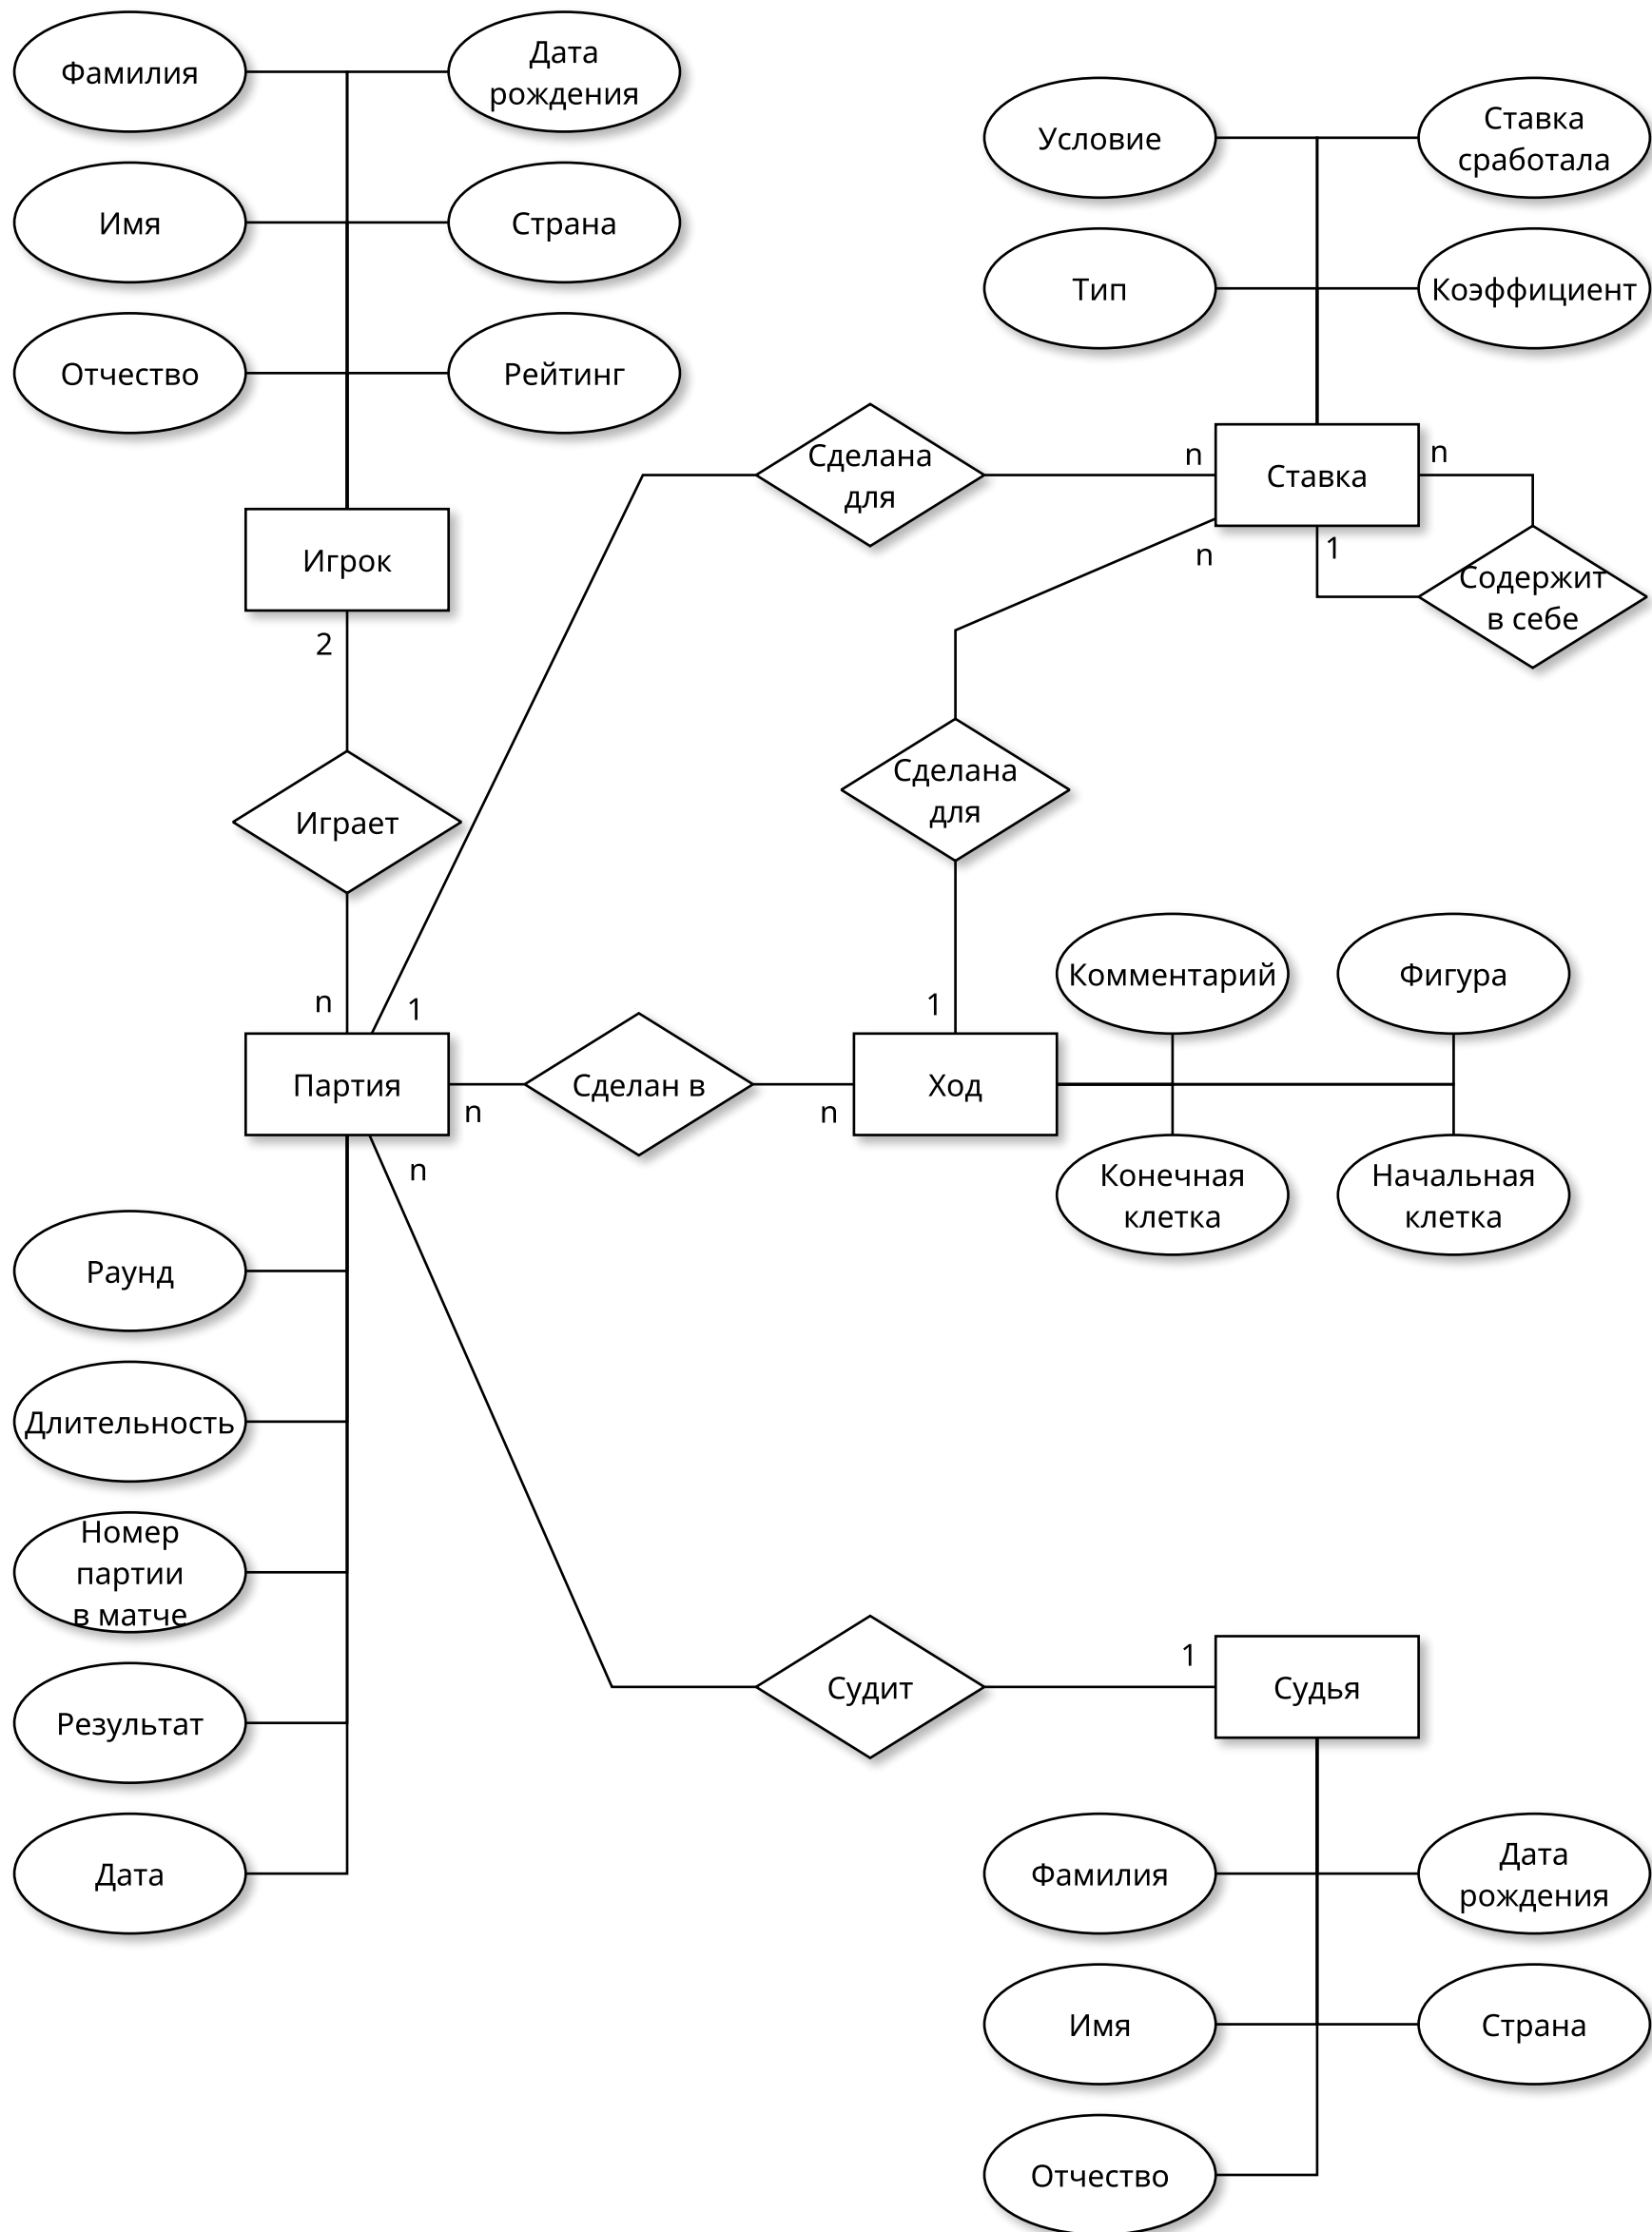 Фамилия
Дата
рождения
Условие
Ставка
сработала
Имя
Страна
Тип
Коэффициент
Отчество
Рейтинг
Сделана
для
n
Ставка
n
Игрок
n
1
Содержит
в себе
2
Сделана
для
Играет
Комментарий
Фигура
n
1
1
Партия
Сделан в
Ход
n
n
n
Конечная
клетка
Начальная
клетка
Раунд
Длительность
Номер
партии
в матче
Результат
Судит
1
Судья
Дата
Фамилия
Дата
рождения
Имя
Страна
Отчество